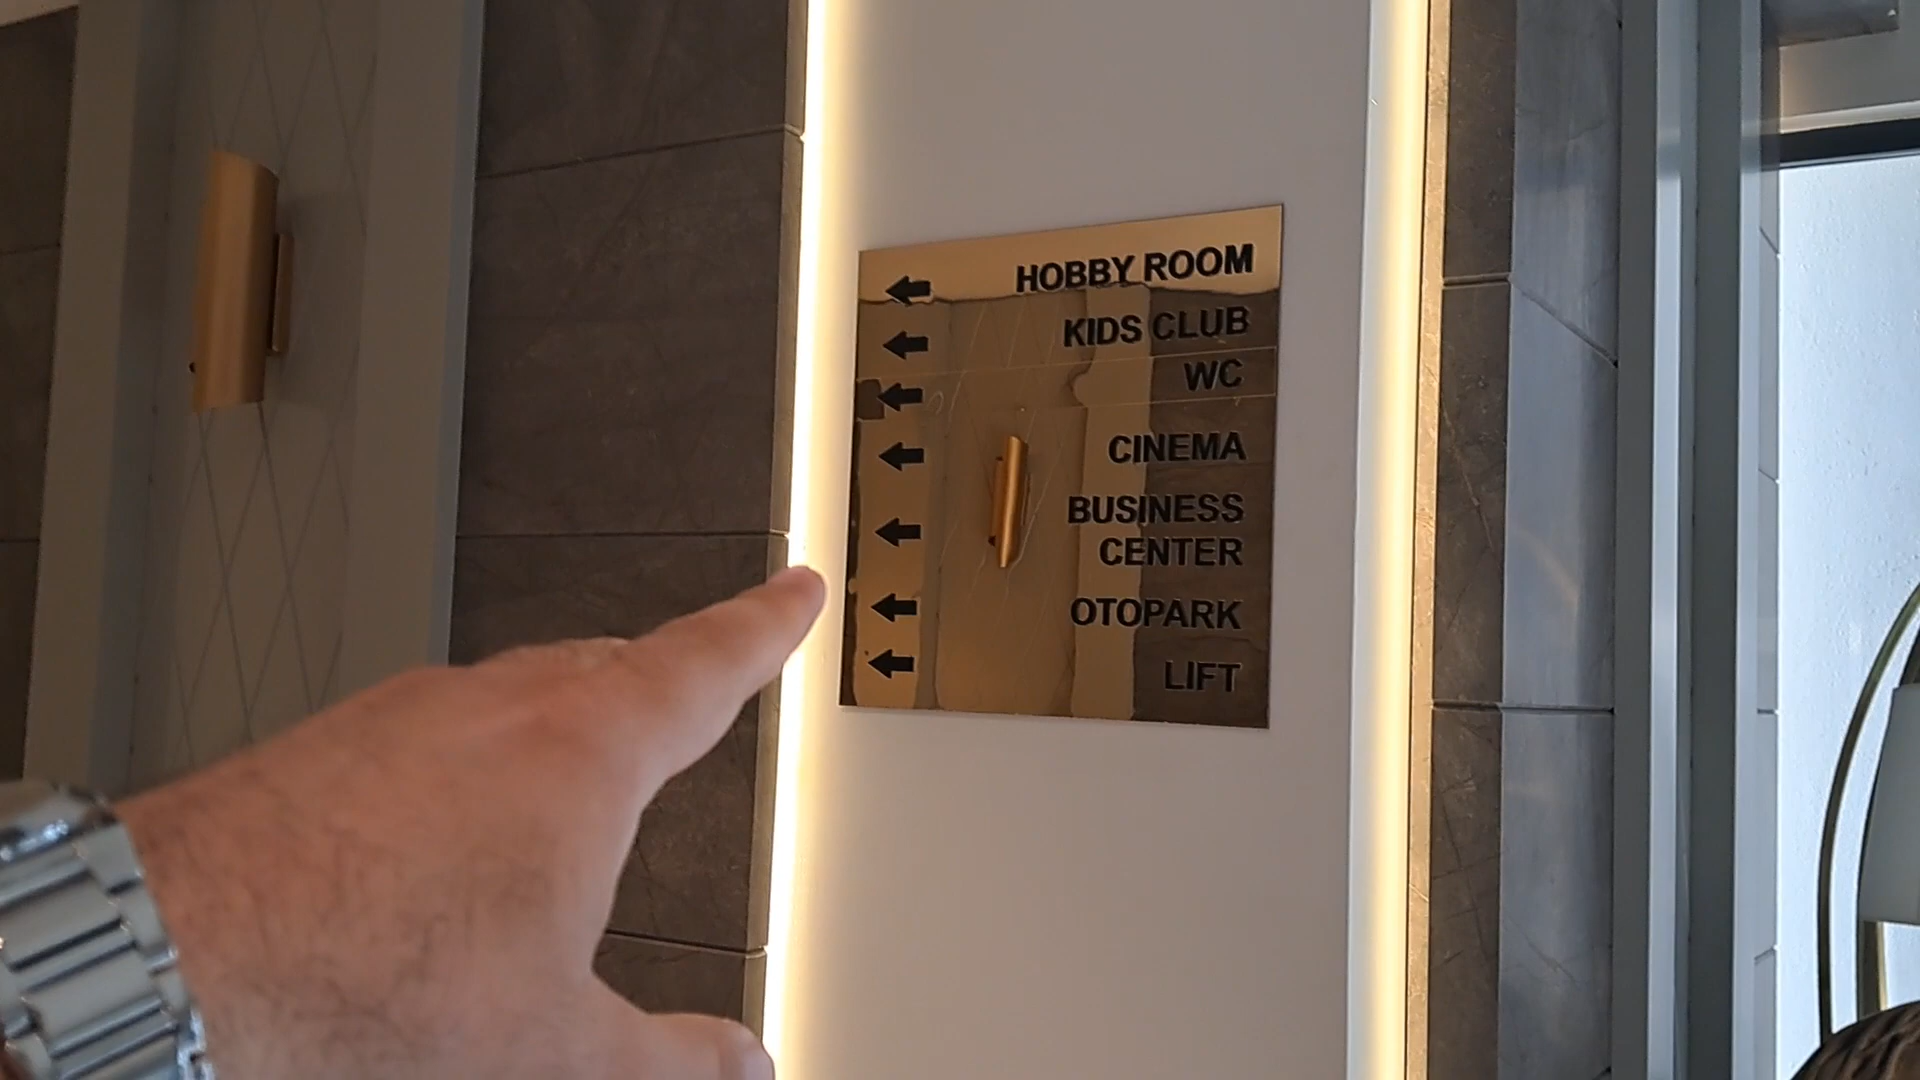 HOBBY ROOM
KIDS CLUB
WC
CINEMA
BUSINESS
CENTER
OTOPARK
LIFT